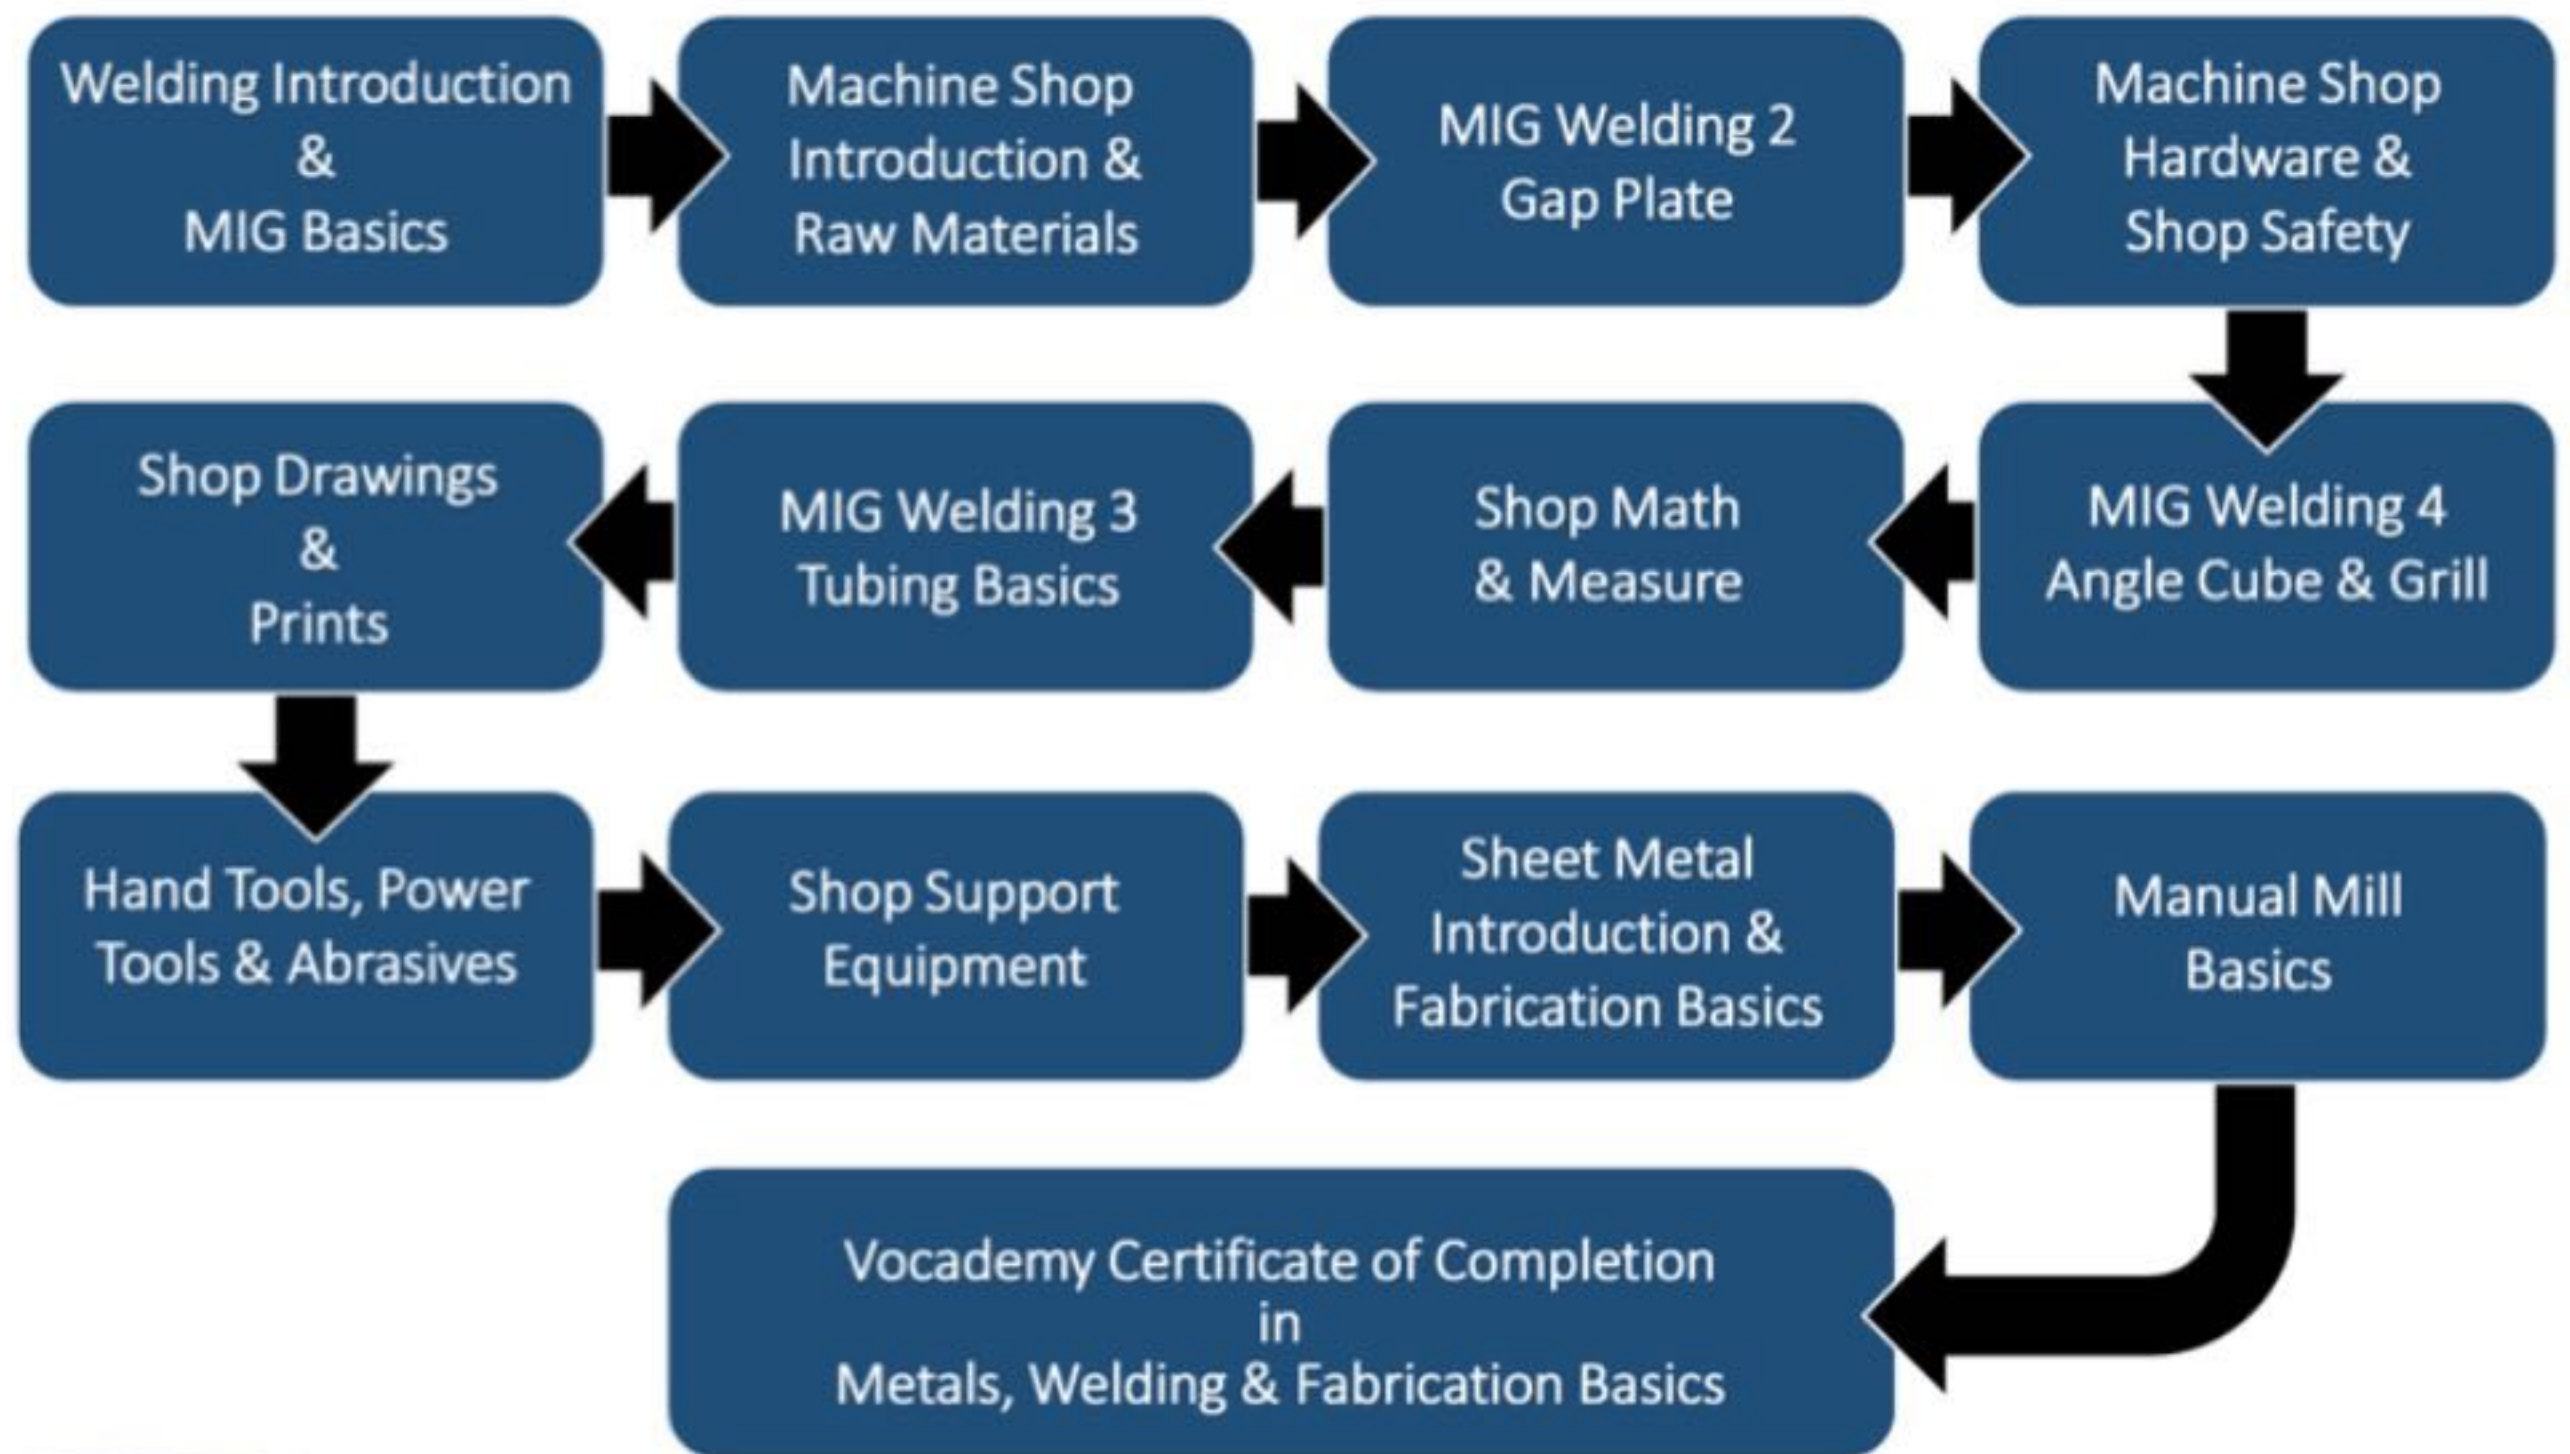 Welding Introduction
&
MIG Basics
Machine Shop
Introduction &
Raw Materials
MIG Welding 2
Gap Plate
Machine Shop
Hardware &
Shop Safety
MIG Welding 4
Angle Cube & Grill
Shop Math
& Measure
MIG Welding 3
Tubing Basics
Shop Drawings
&
Prints
Hand Tools, Power
Tools & Abrasives
Shop Support
Equipment
Sheet Metal
Introduction &
Fabrication Basics
Manual Mill
Basics
Vocademy Certificate of Completion
in
Metals, Welding & Fabrication Basics